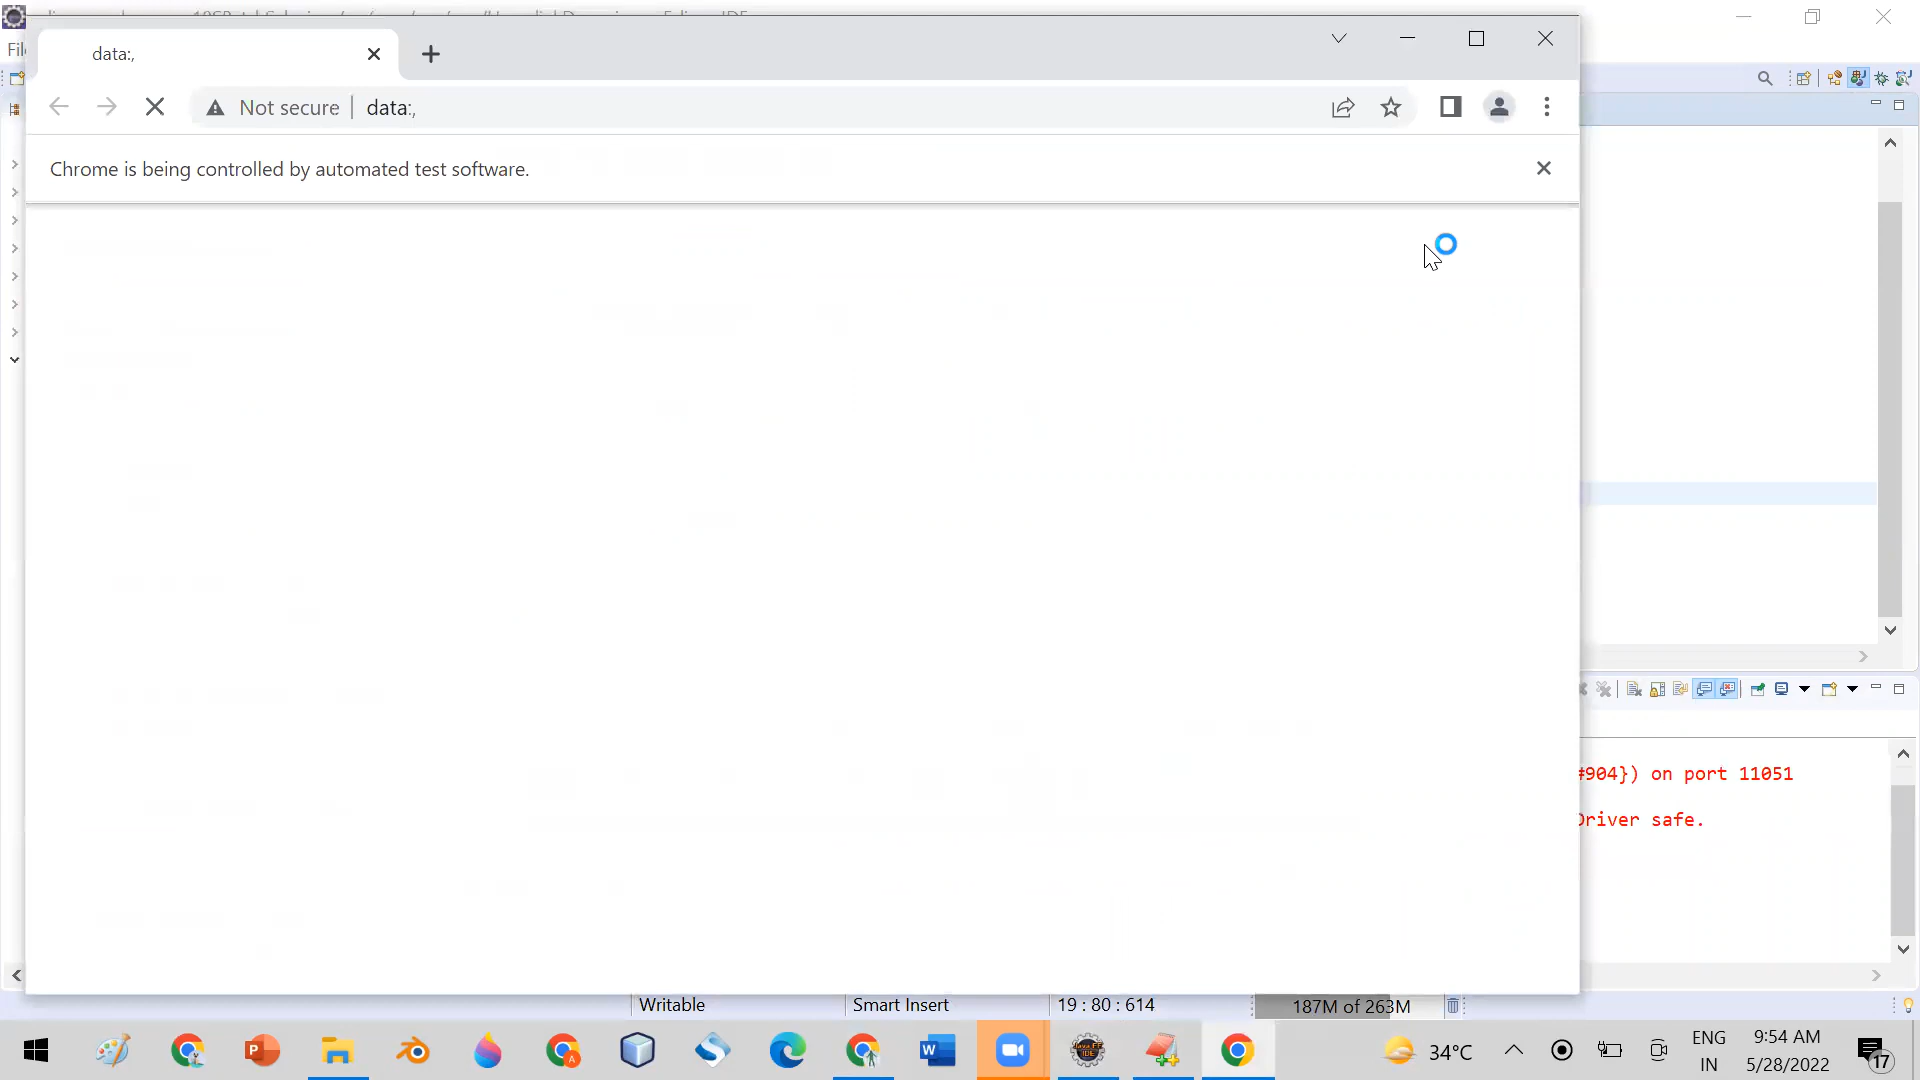 data:,
Fil
Not secure
data:,
Chrome is being controlled by automated test software.
#904}) on port 11051
Driver safe.
Writable
Smart Insert
19 : 80 : 614
187M of 263M
34°C
ENG
IN
9:54 AM
5/28/2022
17